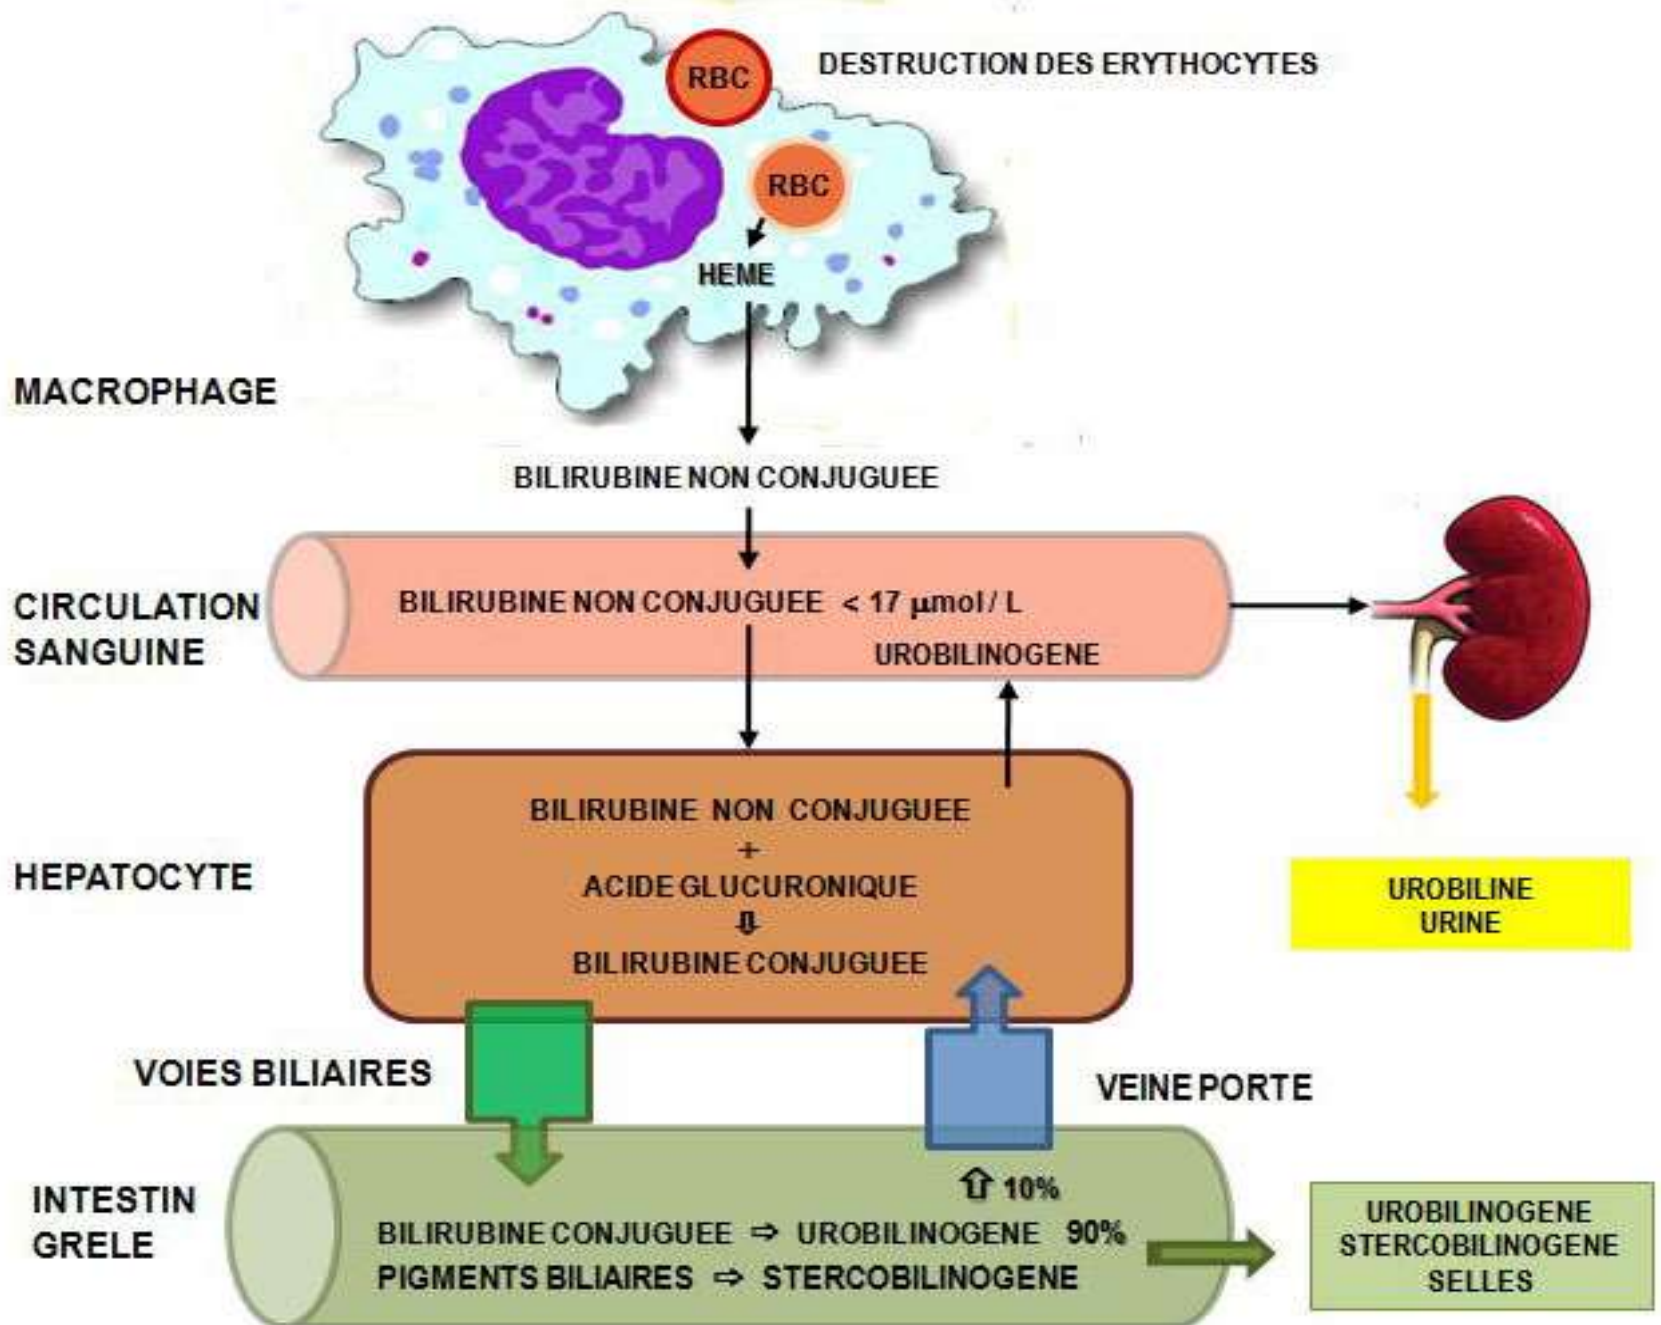 RBC
DESTRUCTION DES ERYTHOCYTES
RBC
HEME
MACROPHAGE
BILIRUBINE NON CONJUGUEE
CIRCULATION
SANGUINE
BILIRUBINE NON CONJUGUEE < 17 µmol / L
UROBILINOGENE
HEPATOCYTE
BILIRUBINE NON CONJUGUEE
+
ACIDE GLUCURONIQUE
⇩
BILIRUBINE CONJUGUEE
UROBILINE
URINE
VOIES BILIAIRES
VEINE PORTE
INTESTIN
GRELE
⇧ 10%
BILIRUBINE CONJUGUEE ⇨ UROBILINOGENE 90%
PIGMENTS BILIAIRES ⇨ STERCOBILINOGENE
UROBILINOGENE
STERCOBILINOGENE
SELLES